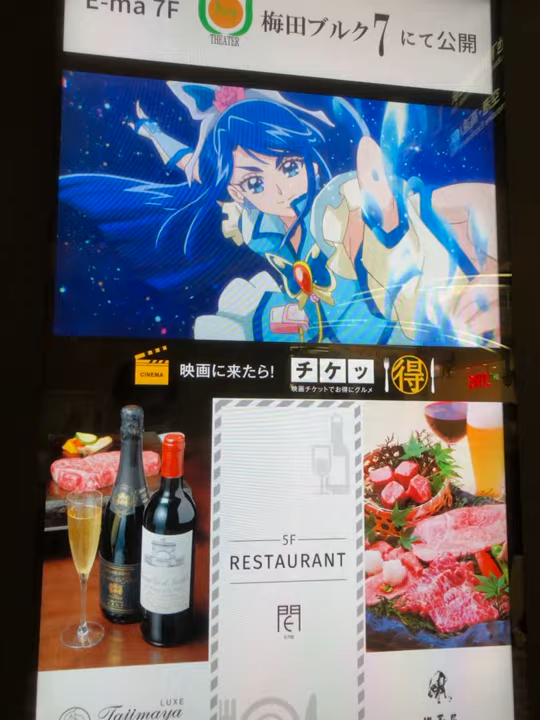 E-ma 7F
THEATER
梅田ブルク7 にて公開
CINEMA
映画に来たら!
チケッ得
映画チケットでお得にグルメ
5F
RESTAURANT
LUXE
Tajimaya